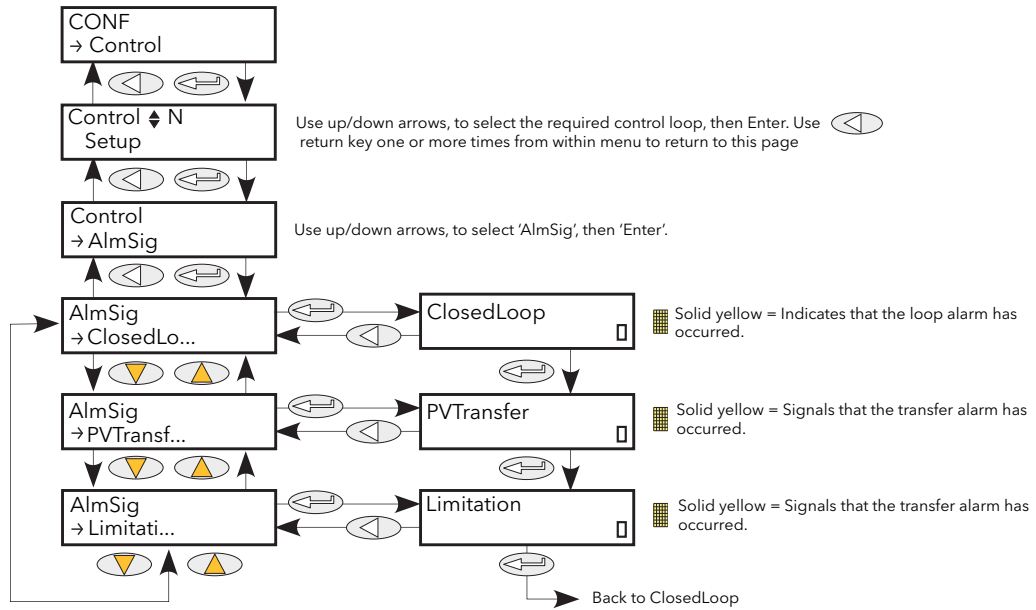 CONF
→ Control
Control ♦ N
Setup
Use up/down arrows, to select the required control loop, then Enter. Use
return key one or more times from within menu to return to this page
Control
→ AlmSig
Use up/down arrows, to select 'AlmSig', then 'Enter'.
AlmSig
→ ClosedLo...
ClosedLoop
Solid yellow = Indicates that the loop alarm has
occurred.
AlmSig
→ PVTransf...
PVTransfer
Solid yellow = Signals that the transfer alarm has
occurred.
AlmSig
→ Limitati...
Limitation
Solid yellow = Signals that the transfer alarm has
occurred.
Back to ClosedLoop